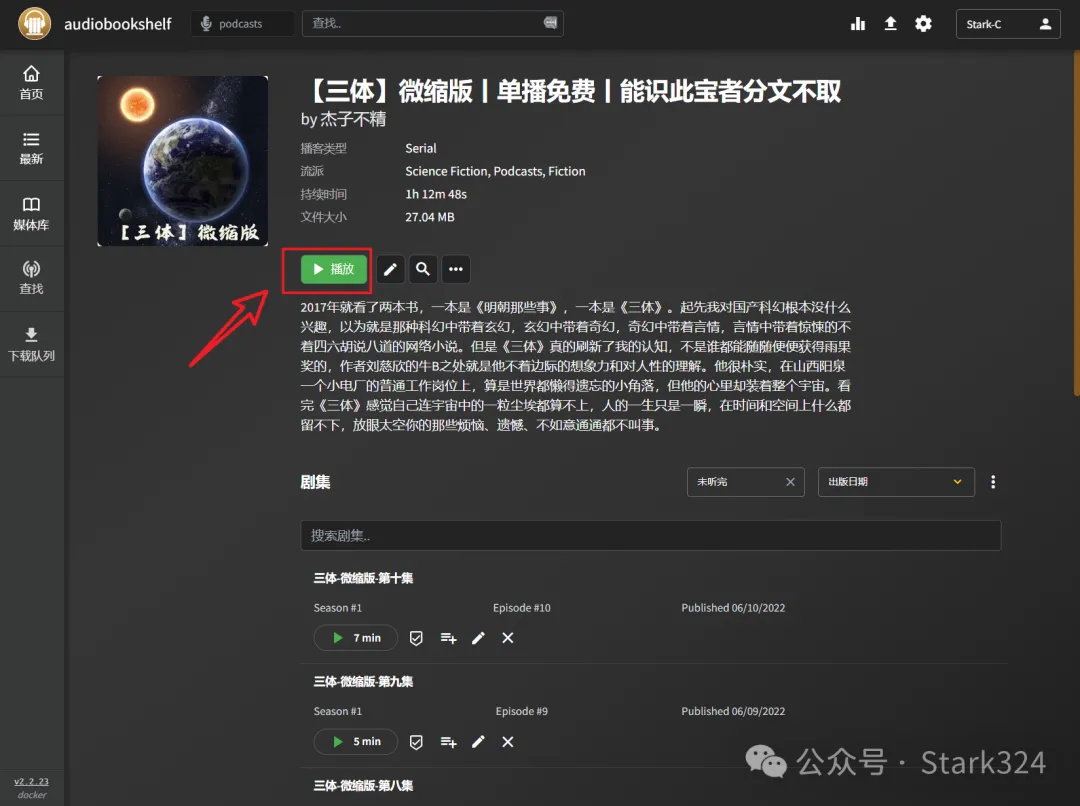 audiobookshelf
podcasts
查找..
Stark-C
首页
最新
媒体库
查找
下载队列
【三体】微缩版
【三体】微缩版丨单播免费丨能识此宝者分文不取
by 杰子不精
播客类型 Serial
流派 Science Fiction, Podcasts, Fiction
持续时间 1h 12m 48s
文件大小 27.04 MB
播放
2017年就看了两本书，一本是《明朝那些事》，一本是《三体》。起先我对国产科幻根本没什么
兴趣，以为就是那种科幻中带着玄幻，玄幻中带着奇幻，奇幻中带着言情，言情中带着惊悚的不
着四六胡说八道的网络小说。但是《三体》真的刷新了我的认知，不是谁都能随随便便获得雨果
奖的，作者刘慈欣的牛B之处就是他不着边际的想象力和对人性的理解。他很朴实，在山西阳泉
一个小电厂的普通工作岗位上，算是世界都懒得遗忘的小角落，但他的心里却装着整个宇宙。看
完《三体》感觉自己连宇宙中的一粒尘埃都算不上，人的一生只是一瞬，在时间和空间上什么都
留不下，放眼太空你的那些烦恼、遗憾、不如意通通都不叫事。
剧集
未听完
出版日期
搜索剧集..
三体-微缩版-第十集
Season #1 Episode #10 Published 06/10/2022
7 min
三体-微缩版-第九集
Season #1 Episode #9 Published 06/09/2022
5 min
三体-微缩版-第八集
v2.2.23
docker
公众号 · Stark324